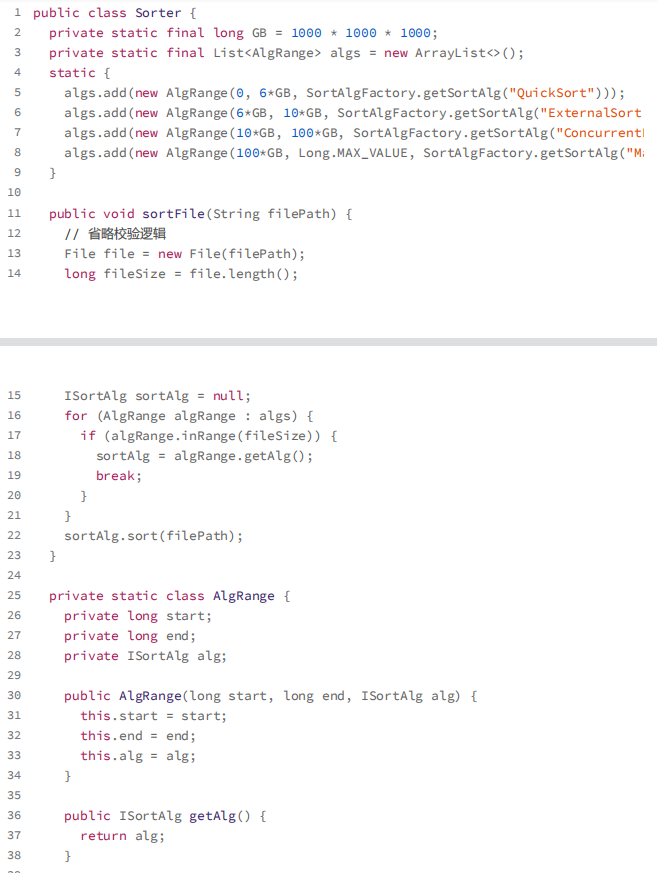 1 public class Sorter {
2 private static final long GB = 1000 * 1000 * 1000;
3 private static final List<AlgRange> algs = new ArrayList<>();
4 static {
5 algs.add(new AlgRange(0, 6*GB, SortAlgFactory.getSortAlg("QuickSort")));
6 algs.add(new AlgRange(6*GB, 10*GB, SortAlgFactory.getSortAlg("ExternalSort
7 algs.add(new AlgRange(10*GB, 100*GB, SortAlgFactory.getSortAlg("Concurrent
8 algs.add(new AlgRange(100*GB, Long.MAX_VALUE, SortAlgFactory.getSortAlg("M
9 }
10
11 public void sortFile(String filePath) {
12 // 省略校验逻辑
13 File file = new File(filePath);
14 long fileSize = file.length();
15 ISortAlg sortAlg = null;
16 for (AlgRange algRange : algs) {
17 if (algRange.inRange(fileSize)) {
18 sortAlg = algRange.getAlg();
19 break;
20 }
21 }
22 sortAlg.sort(filePath);
23 }
24
25 private static class AlgRange {
26 private long start;
27 private long end;
28 private ISortAlg alg;
29
30 public AlgRange(long start, long end, ISortAlg alg) {
31 this.start = start;
32 this.end = end;
33 this.alg = alg;
34 }
35
36 public ISortAlg getAlg() {
37 return alg;
38 }